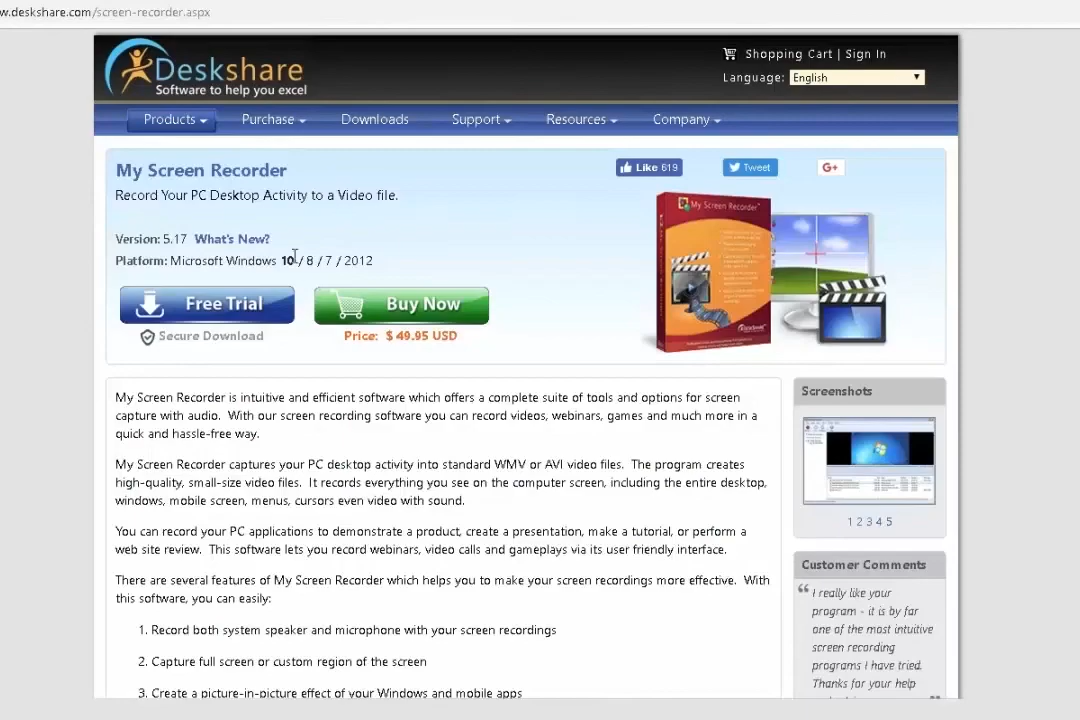 w.deskshare.com/screen-recorder.aspx
Deskshare
Software to help you excel
Shopping Cart | Sign In
Language: English
Products
Purchase
Downloads
Support
Resources
Company
My Screen Recorder
Record Your PC Desktop Activity to a Video file.
Like 619
Tweet
G+
Version: 5.17 What's New?
Platform: Microsoft Windows 10 / 8 / 7 / 2012
Free Trial
Buy Now
Secure Download
Price: $ 49.95 USD
My Screen Recorder
My Screen Recorder is intuitive and efficient software which offers a complete suite of tools and options for screen
capture with audio. With our screen recording software you can record videos, webinars, games and much more in a
quick and hassle-free way.
My Screen Recorder captures your PC desktop activity into standard WMV or AVI video files. The program creates
high-quality, small-size video files. It records everything you see on the computer screen, including the entire desktop,
windows, mobile screen, menus, cursors even video with sound.
You can record your PC applications to demonstrate a product, create a presentation, make a tutorial, or perform a
web site review. This software lets you record webinars, video calls and gameplays via its user friendly interface.
There are several features of My Screen Recorder which helps you to make your screen recordings more effective. With
this software, you can easily:
1. Record both system speaker and microphone with your screen recordings
2. Capture full screen or custom region of the screen
3. Create a picture-in-picture effect of your Windows and mobile apps
Screenshots
1 2 3 4 5
Customer Comments
“ I really like your
program - it is by far
one of the most intuitive
screen recording
programs I have tried.
Thanks for your help